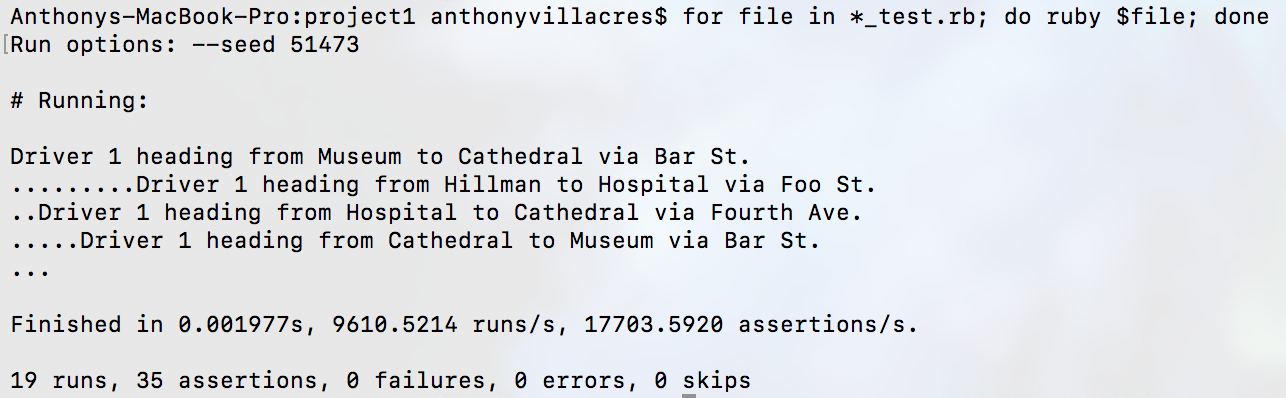 Anthonys-MacBook-Pro:project1 anthonyvillacres$ for file in *_test.rb; do ruby $file; done
[Run options: --seed 51473
# Running:
Driver 1 heading from Museum to Cathedral via Bar St.
.........Driver 1 heading from Hillman to Hospital via Foo St.
..Driver 1 heading from Hospital to Cathedral via Fourth Ave.
.....Driver 1 heading from Cathedral to Museum via Bar St.
...
Finished in 0.001977s, 9610.5214 runs/s, 17703.5920 assertions/s.
19 runs, 35 assertions, 0 failures, 0 errors, 0 skips